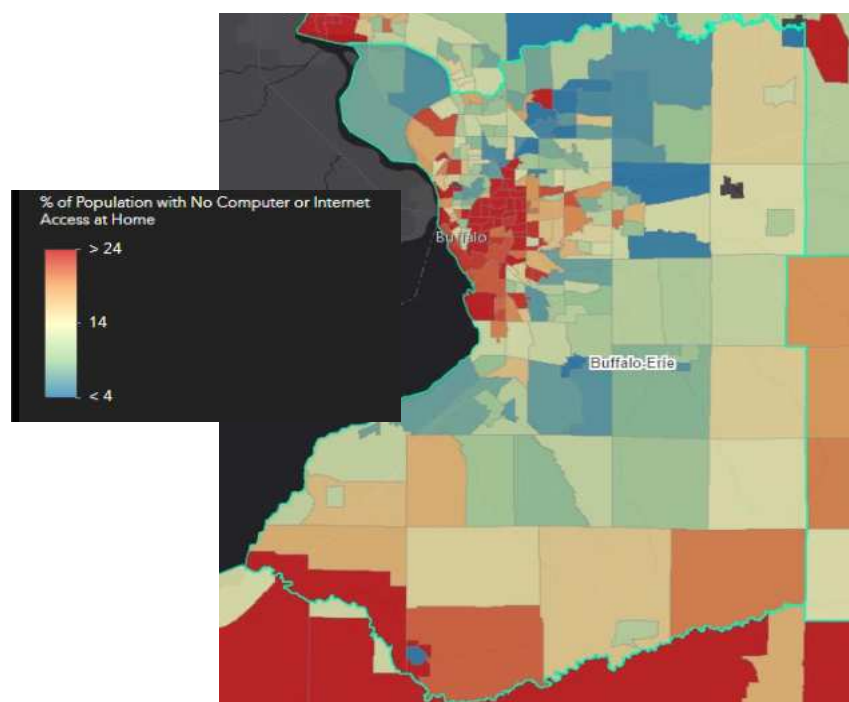 % of Population with No Computer or Internet
Access at Home
> 24
14
< 4
Buffalo
Buffalo-Erie